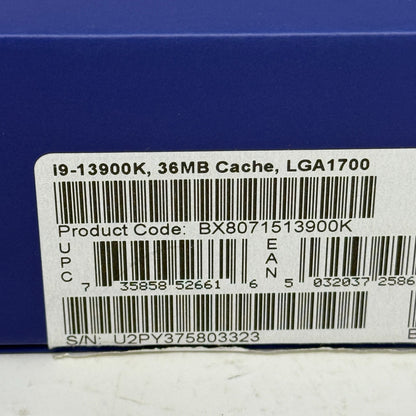 i9-13900K, 36MB Cache, LGA1700
Product Code: BX8071513900K
UPC
7 35858 52661 6
EAN
5 032037 2586
S/N: U2PY375803323